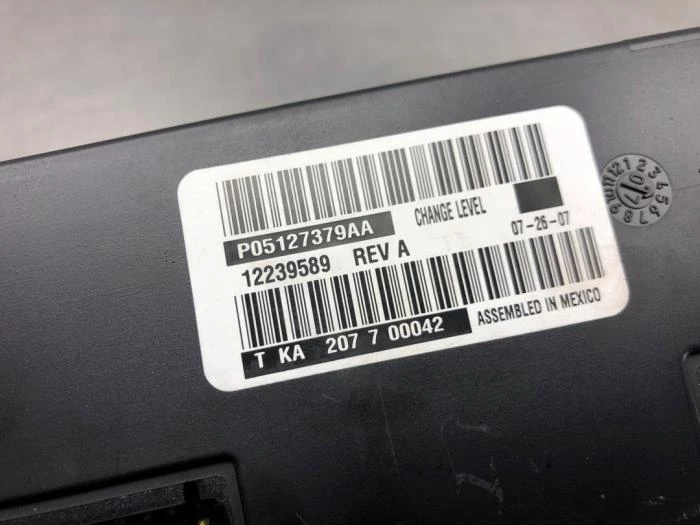 P05127379AA
CHANGE LEVEL
07-26-07
12239589 REV A
T KA 207 7 00042
ASSEMBLED IN MEXICO